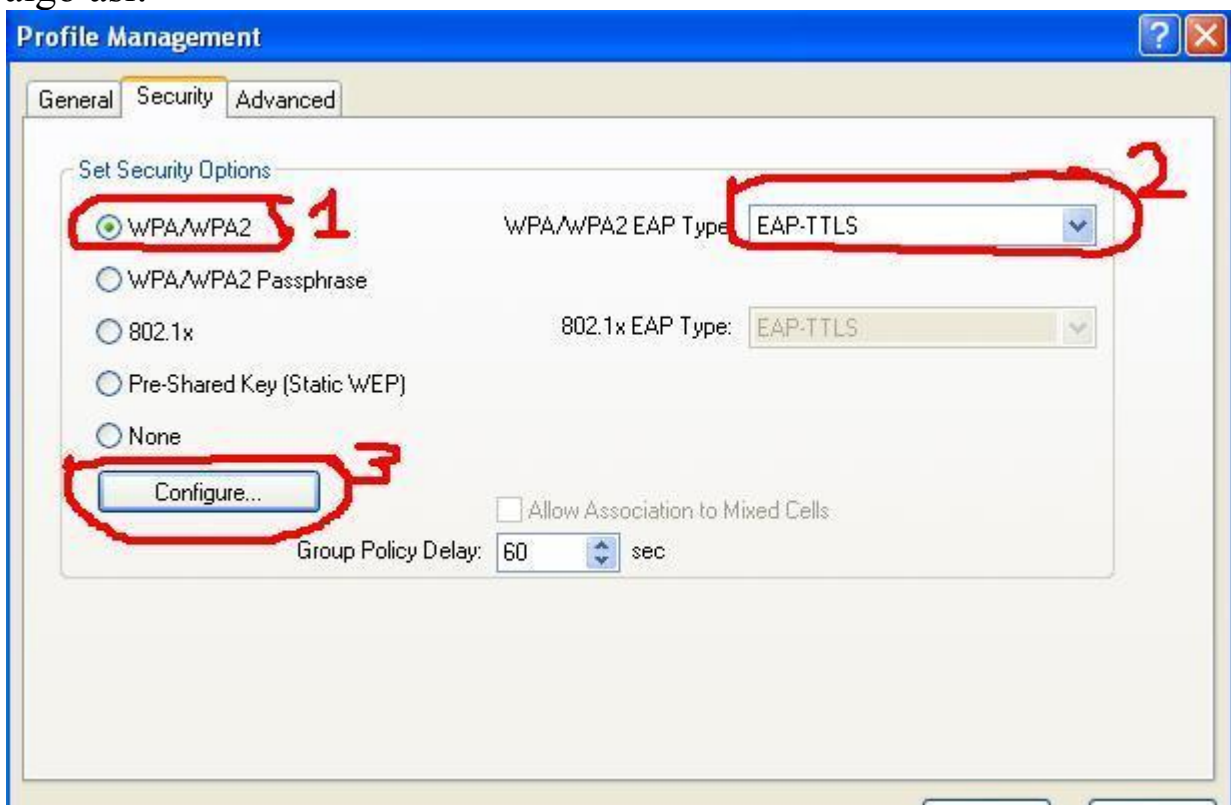 algo así:
Profile Management
General Security Advanced
Set Security Options
1
2
WPA/WPA2 WPA/WPA2 EAP Type EAP-TTLS
WPA/WPA2 Passphrase
802.1x 802.1x EAP Type: EAP-TTLS
Pre-Shared Key (Static WEP)
None
3
Configure...
Allow Association to Mixed Cells
Group Policy Delay: 60 sec